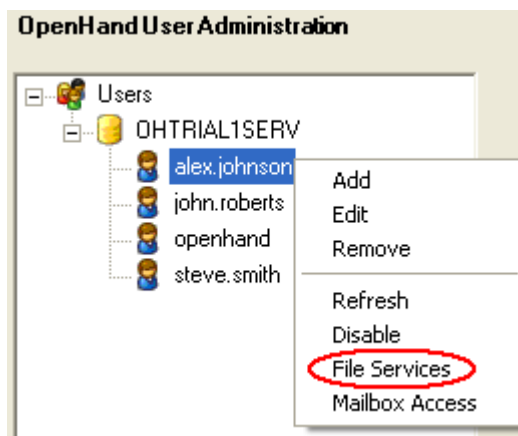 OpenHand User Administration
Users
OHTRIAL1SERV
alex.johnson
john.roberts
openhand
steve.smith
Add
Edit
Remove
Refresh
Disable
File Services
Mailbox Access